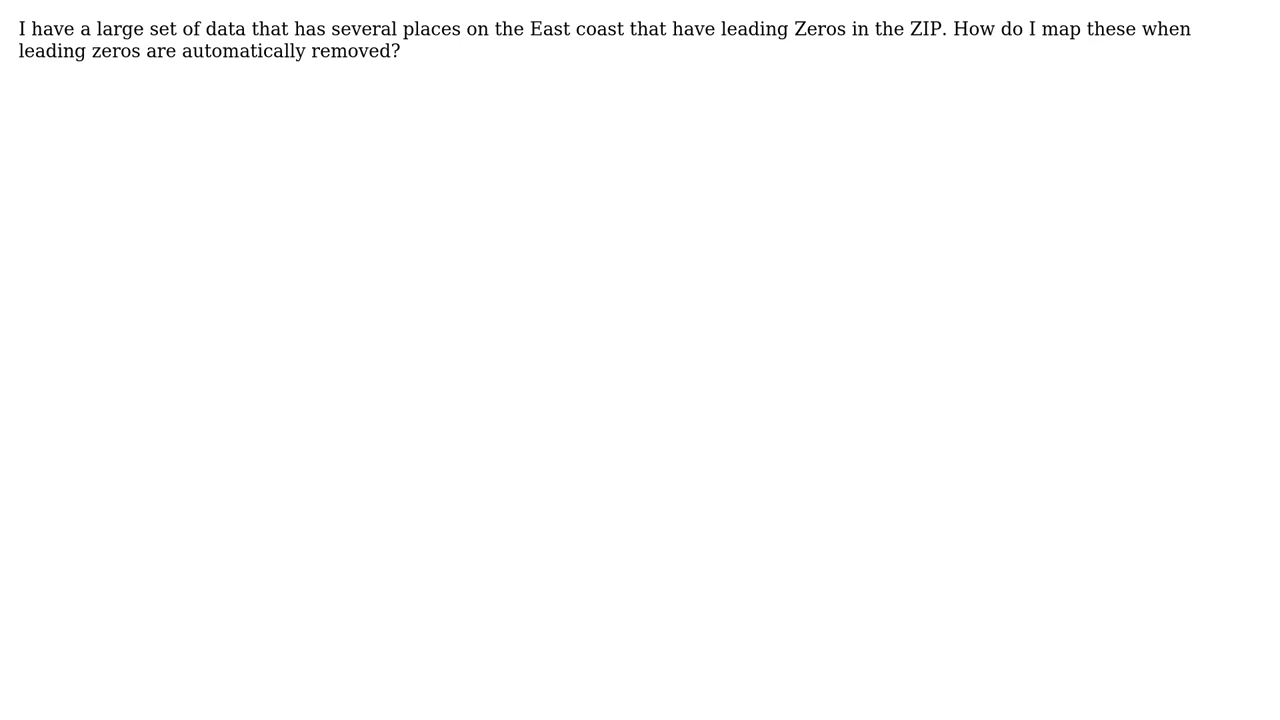 I have a large set of data that has several places on the East coast that have leading Zeros in the ZIP. How do I map these when
leading zeros are automatically removed?